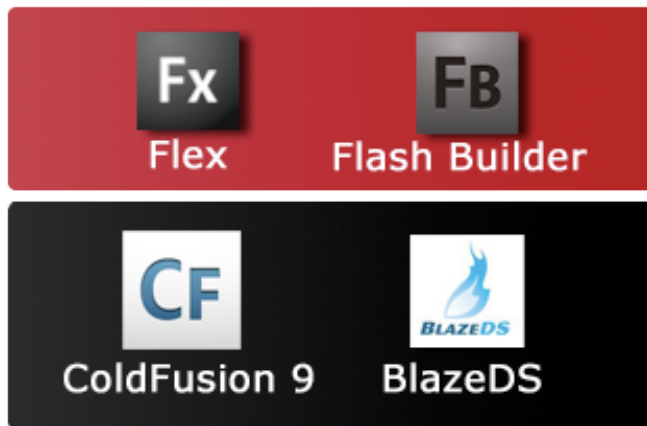 Fx
FB
Flex
Flash Builder
CF
BLAZEDS
ColdFusion 9
BlazeDS